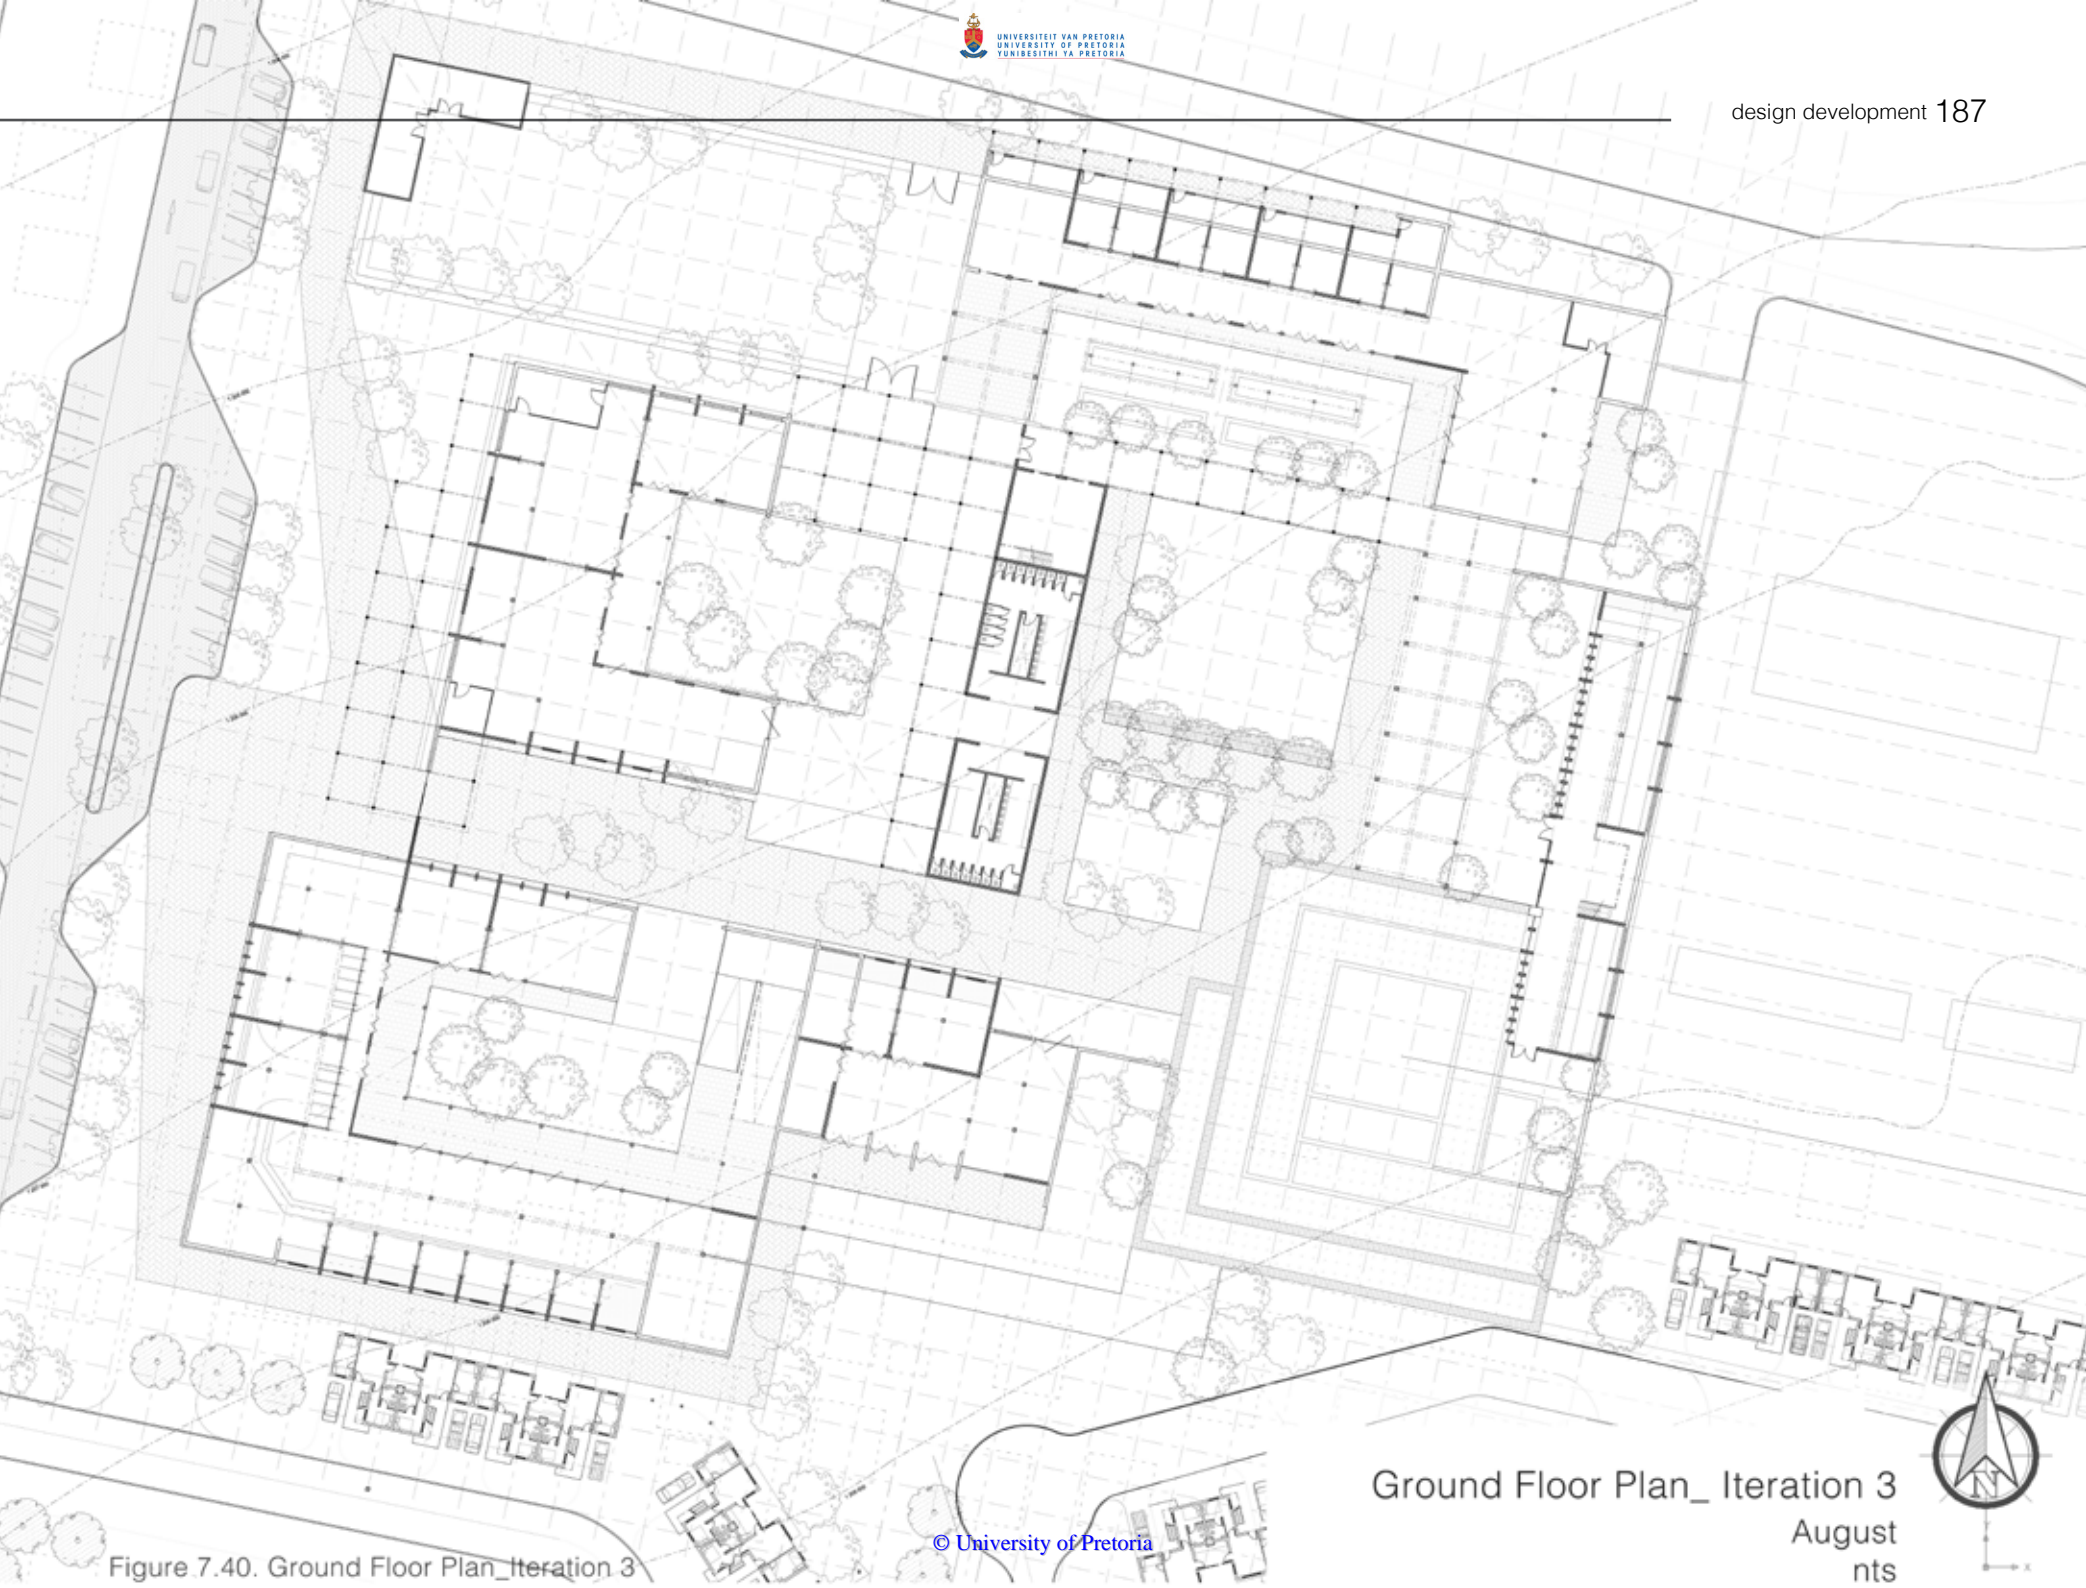 UNIVERSITEIT VAN PRETORIA
UNIVERSITY OF PRETORIA
YUNIBESITHI YA PRETORIA
design development 187
N
Ground Floor Plan_ Iteration 3
August
nts
x
© University of Pretoria
Figure 7.40. Ground Floor Plan_Iteration 3